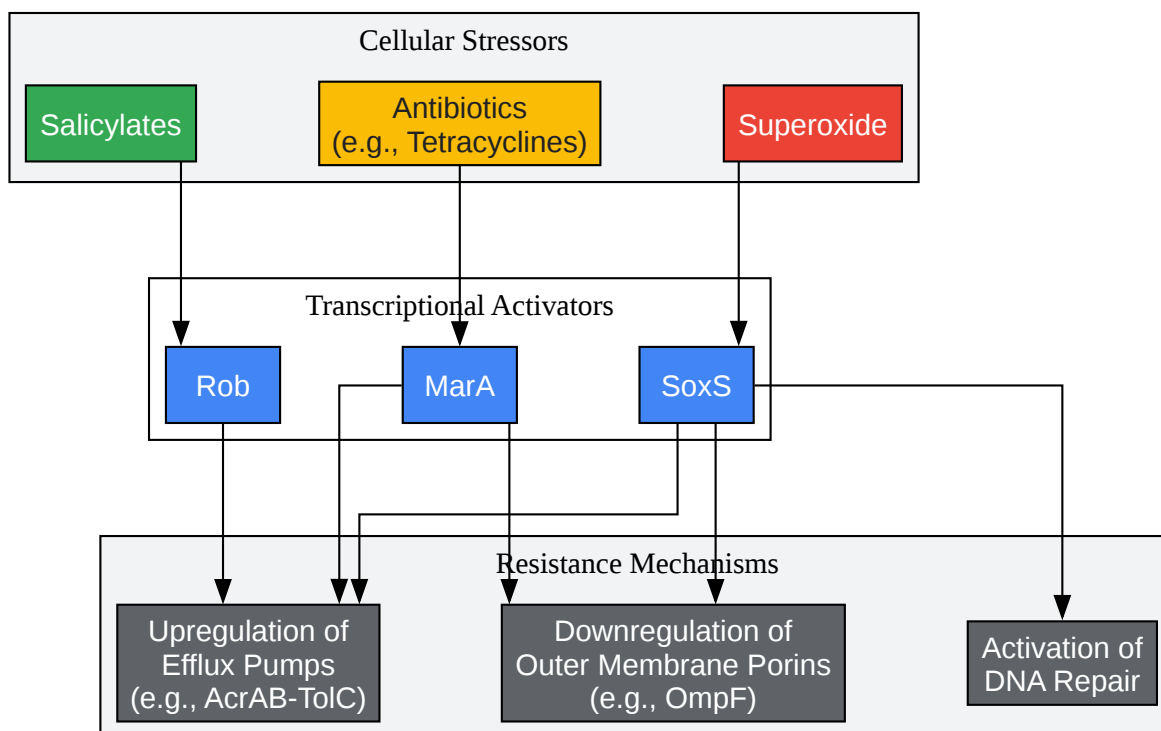 Cellular Stressors
Salicylates
Antibiotics
(e.g., Tetracyclines)
Superoxide
Transcriptional Activators
Rob
MarA
SoxS
Resistance Mechanisms
Upregulation of
Efflux Pumps
(e.g., AcrAB-TolC)
Downregulation of
Outer Membrane Porins
(e.g., OmpF)
Activation of
DNA Repair